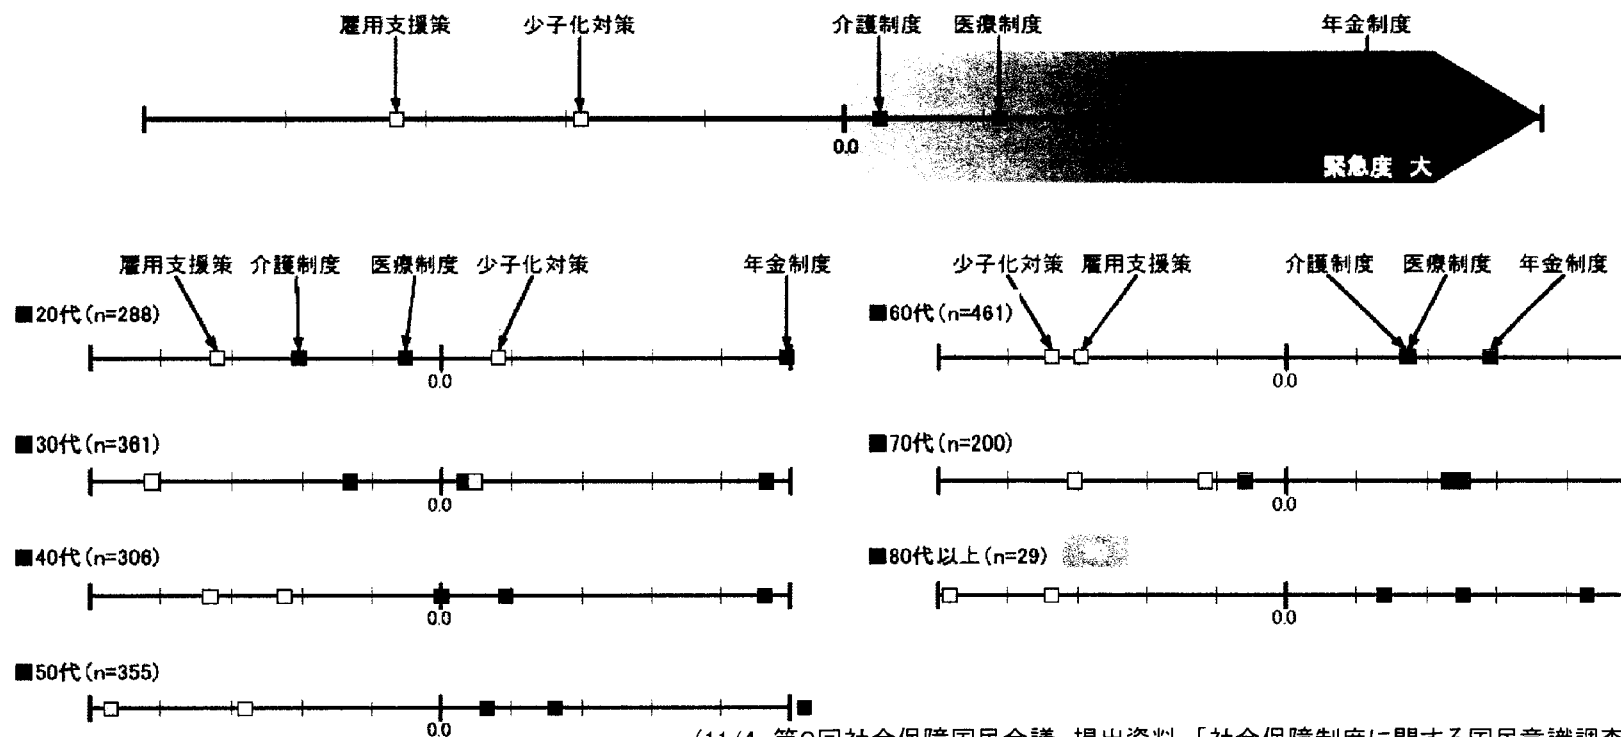 雇用支援策 少子化対策 介護制度 医療制度 年金制度
0.0
緊急度 大
雇用支援策 介護制度 医療制度 少子化対策 年金制度
■20代(n=288)
0.0
■30代(n=361)
0.0
■40代(n=306)
0.0
■50代(n=355)
0.0
少子化対策 雇用支援策 介護制度 医療制度 年金制度
■60代(n=461)
0.0
■70代(n=200)
0.0
■80代以上(n=29)
0.0